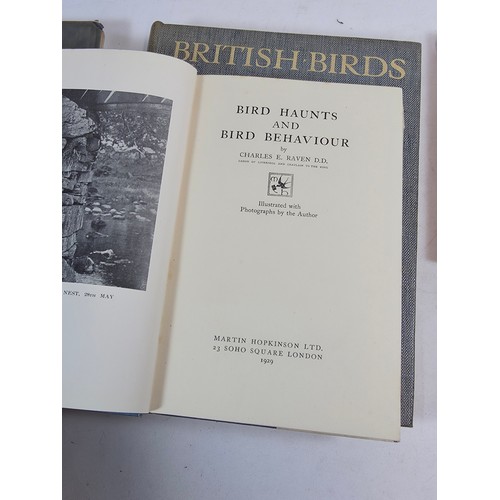 BRITISH·BIRDS
BIRD HAUNTS
AND
BIRD BEHAVIOUR
by
CHARLES E. RAVEN D.D.
Illustrated with
Photographs by the Author
MARTIN HOPKINSON LTD.
23 SOHO SQUARE LONDON
1929
NEST, 28TH MAY